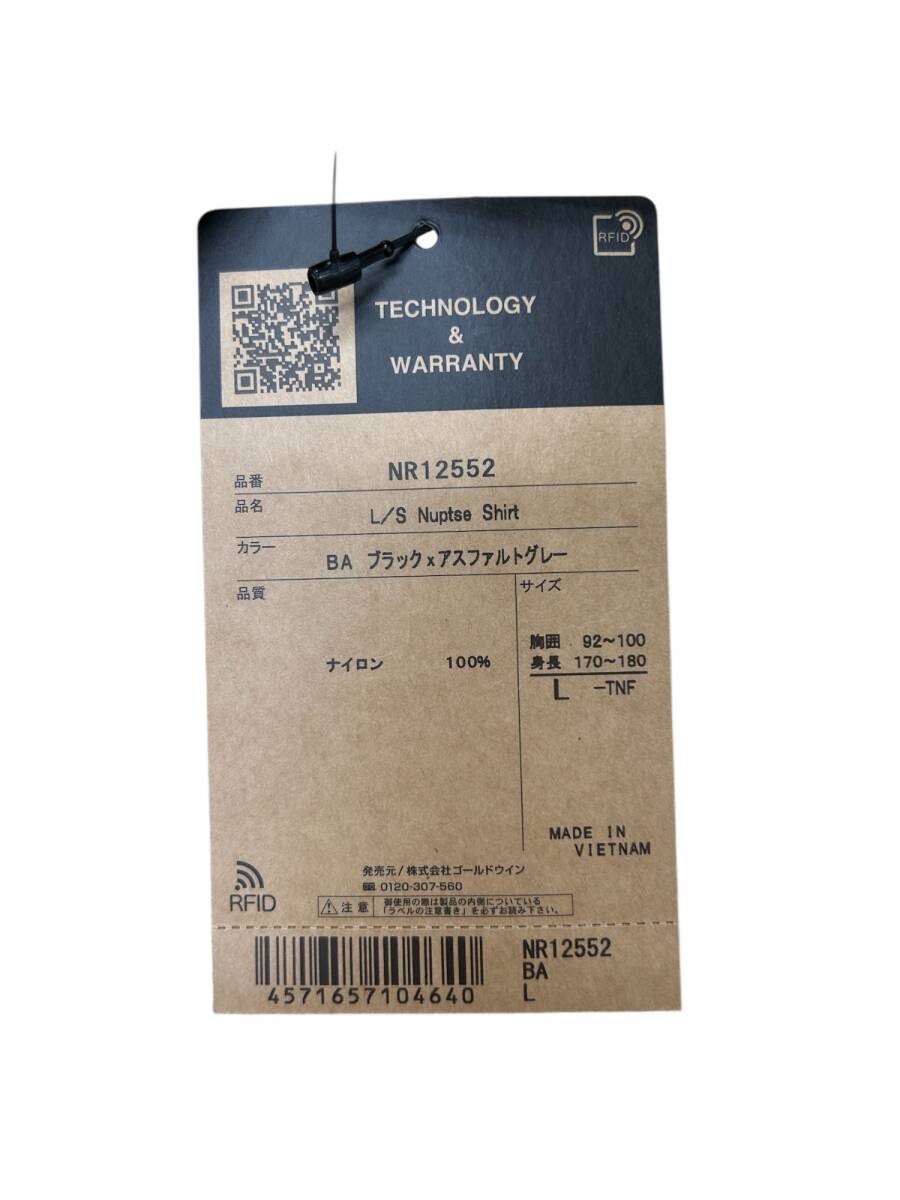 RFID
TECHNOLOGY
&
WARRANTY
品番 NR12552
品名 L/S Nuptse Shirt
カラー BA ブラックxアスファルトグレー
品質
サイズ
ナイロン 100%
胸囲 92~100
身長 170~180
L -TNF
MADE IN
VIETNAM
RFID
発売元/株式会社ゴールドウイン
0120-307-560
注意 御使用の際は製品の内側についている
「ラベルの注意書き」を必ずお読み下さい。
4571657104640
NR12552
BA
L